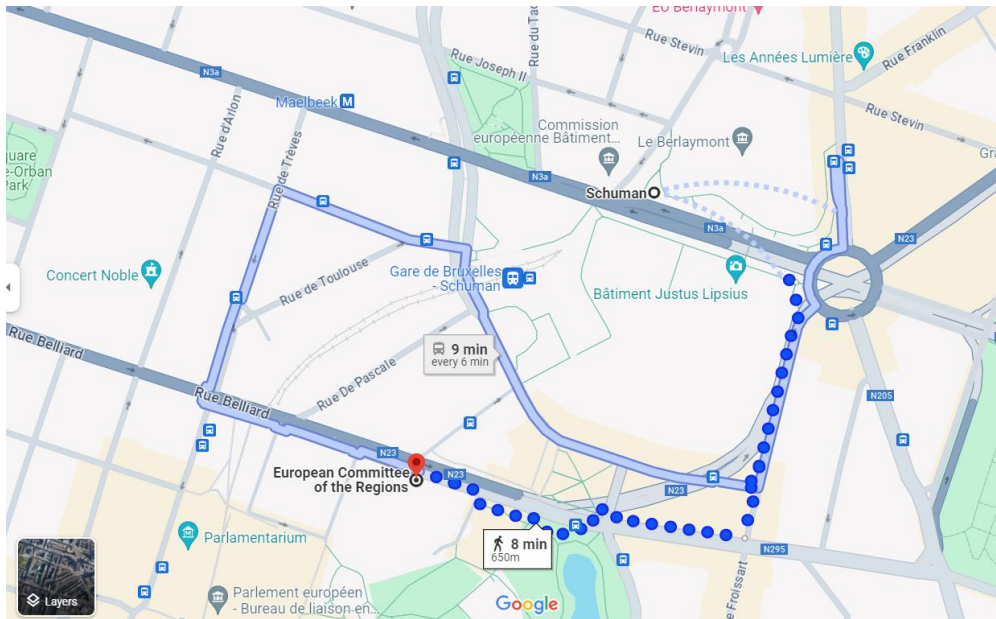 EU Berlaymont
Rue Stevin
Rue du Tac
Rue Franklin
Les Années Lumière
Rue Joseph II
N3a
Maelbeek M
Rue d'Arlon
Rue Stevin
Commission
européenne Bâtiment...
Le Berlaymont
Gra
quare
e-Orban
Park
Rue de Trèves
N3a
Schuman
N3a
N23
Concert Noble
Rue de Toulouse
Gare de Bruxelles
- Schuman
Bâtiment Justus Lipsius
Rue Belliard
9 min
every 6 min
Rue De Pascale
Rue Belliard
N205
N23
European Committee
of the Regions
N23
N23
Parlamentarium
8 min
650m
N295
Rue Froissart
Parlement européen
- Bureau de liaison en...
Layers
Google